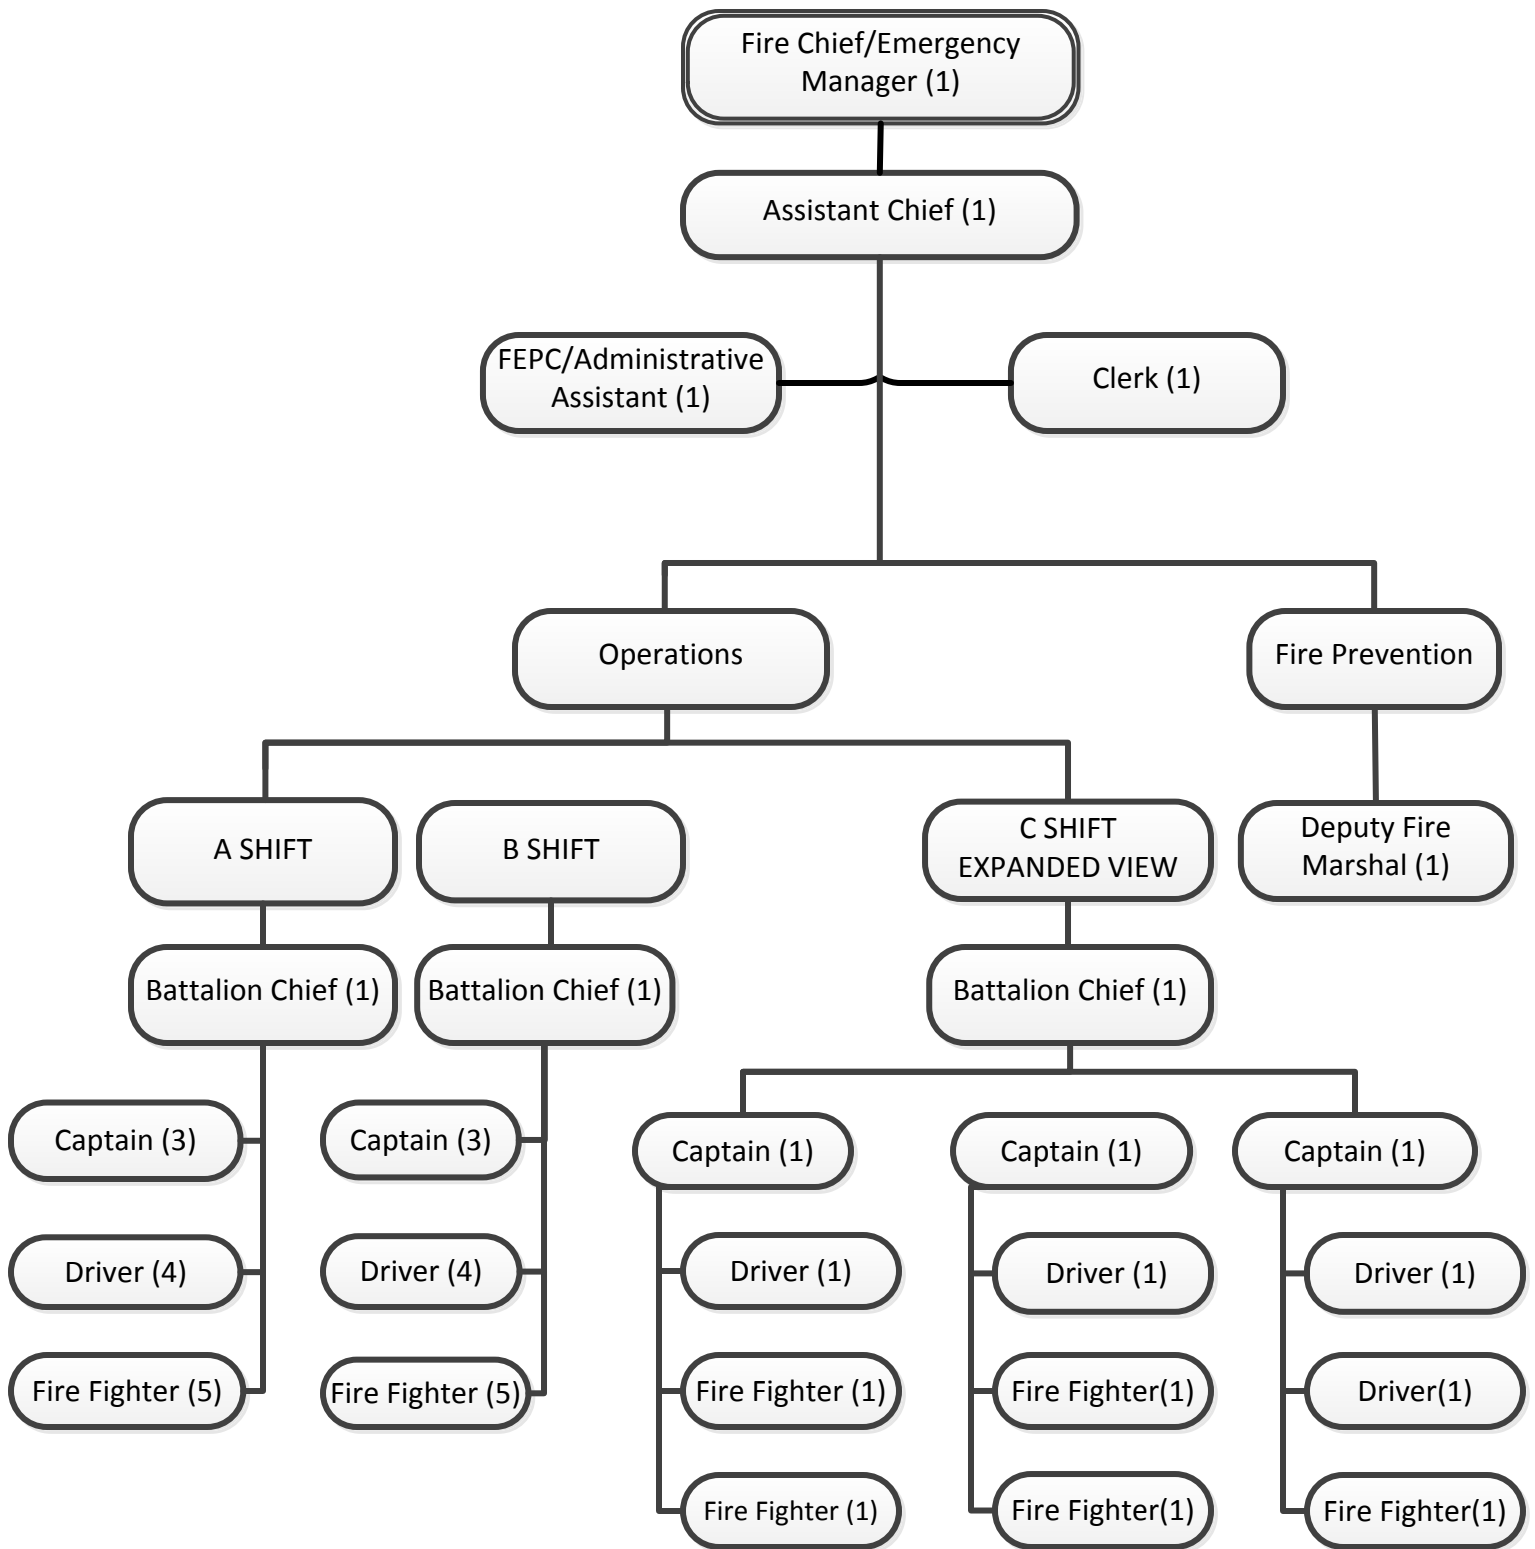 Fire Chief/Emergency
Manager (1)
Assistant Chief (1)
FEPC/Administrative
Assistant (1)
Clerk (1)
Operations
Fire Prevention
A SHIFT
B SHIFT
C SHIFT
EXPANDED VIEW
Deputy Fire
Marshal (1)
Battalion Chief (1)
Battalion Chief (1)
Battalion Chief (1)
Captain (3)
Captain (3)
Captain (1)
Captain (1)
Captain (1)
Driver (4)
Driver (4)
Driver (1)
Driver (1)
Driver (1)
Fire Fighter (5)
Fire Fighter (5)
Fire Fighter (1)
Fire Fighter(1)
Driver(1)
Fire Fighter (1)
Fire Fighter(1)
Fire Fighter(1)